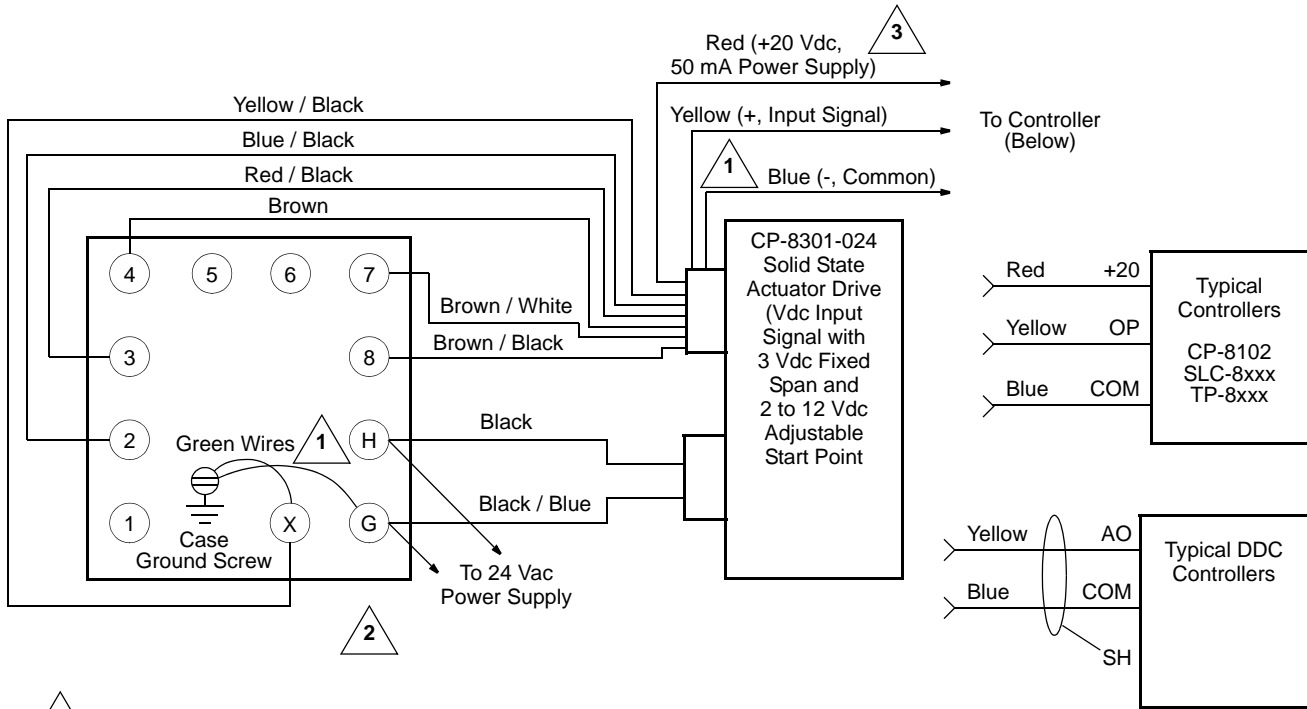 Red (+20 Vdc,
50 mA Power Supply)
3
Yellow / Black
Yellow (+, Input Signal)
To Controller
(Below)
Blue / Black
1
Blue (-, Common)
Red / Black
Brown
CP-8301-024
Solid State
Actuator Drive
(Vdc Input
Signal with
3 Vdc Fixed
Span and
2 to 12 Vdc
Adjustable
Start Point
4
5
6
7
Brown / White
3
8
Brown / Black
2
Green Wires
1
H
Black
1
Case
Ground Screw
X
G
Black / Blue
To 24 Vac
Power Supply
2
Red +20
Yellow OP
Blue COM
Typical
Controllers
CP-8102
SLC-8xxx
TP-8xxx
Yellow AO
Blue COM
SH
Typical DDC
Controllers